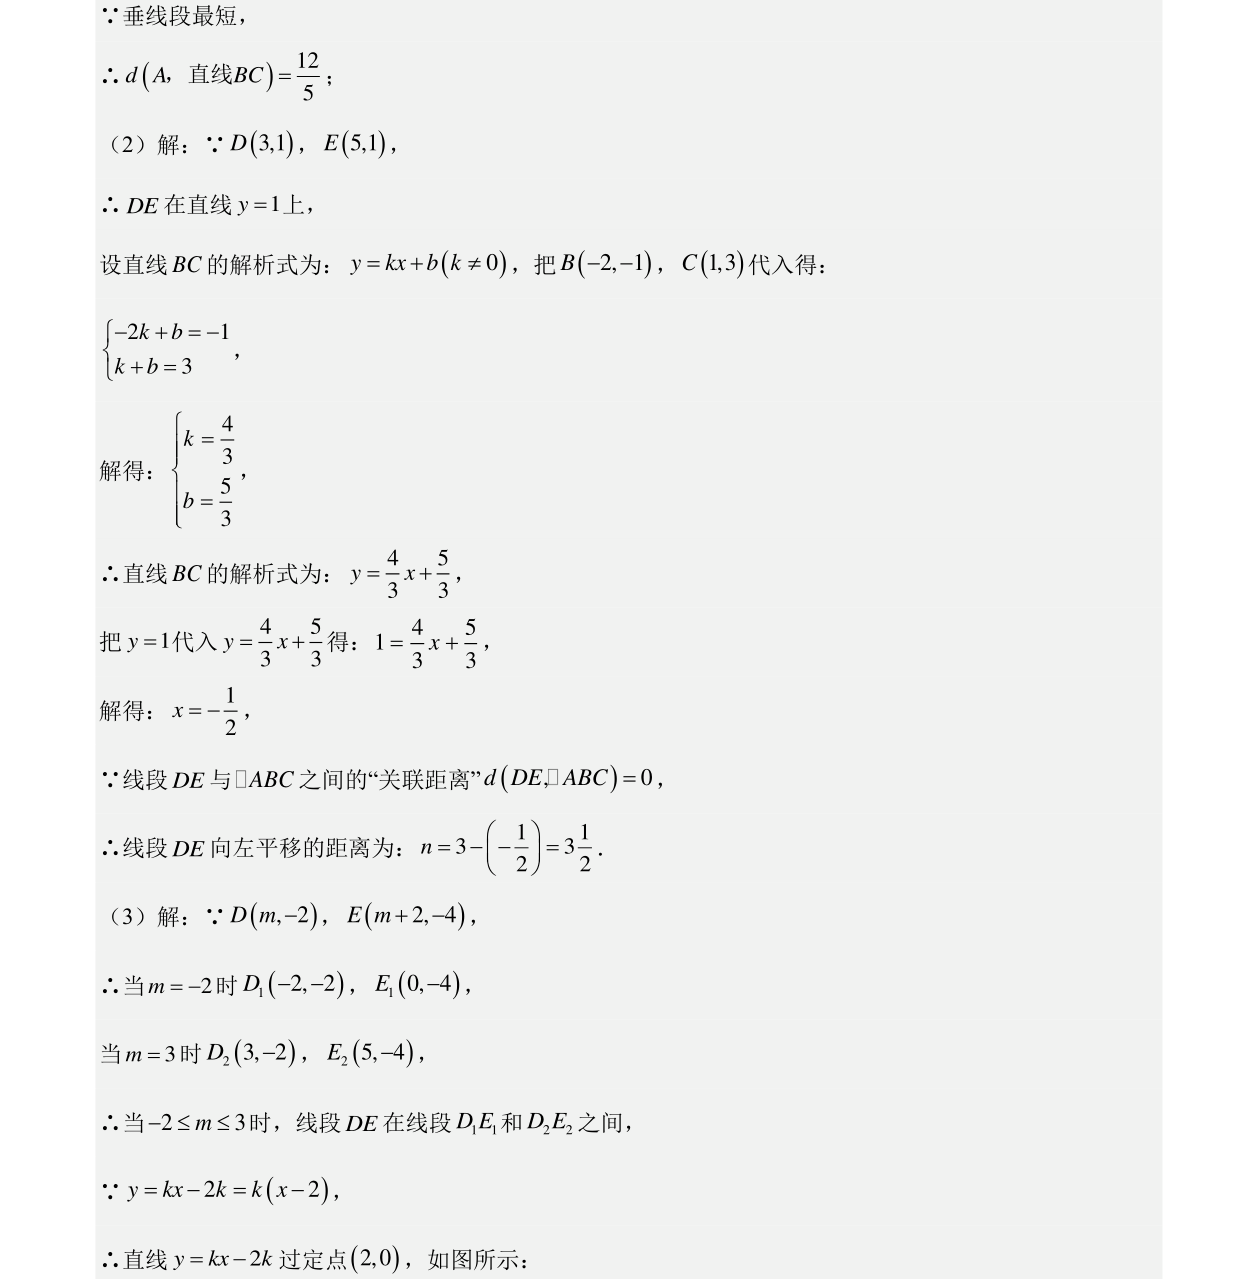 ∵垂线段最短，
∴d(A，直线BC)=12/5；
（2）解：∵D(3,1)，E(5,1)，
∴DE在直线y=1上，
设直线BC的解析式为：y=kx+b(k≠0)，把B(−2,−1)，C(1,3)代入得：
{−2k+b=−1
k+b=3，
解得：{k=4/3
b=5/3，
∴直线BC的解析式为：y=4/3x+5/3，
把y=1代入y=4/3x+5/3得：1=4/3x+5/3，
解得：x=−1/2，
∵线段DE与□ABC之间的“关联距离”d(DE,□ABC)=0，
∴线段DE向左平移的距离为：n=3−(−1/2)=3 1/2．
（3）解：∵D(m,−2)，E(m+2,−4)，
∴当m=−2时D₁(−2,−2)，E₁(0,−4)，
当m=3时D₂(3,−2)，E₂(5,−4)，
∴当−2≤m≤3时，线段DE在线段D₁E₁和D₂E₂之间，
∵y=kx−2k=k(x−2)，
∴直线y=kx−2k过定点(2,0)，如图所示：